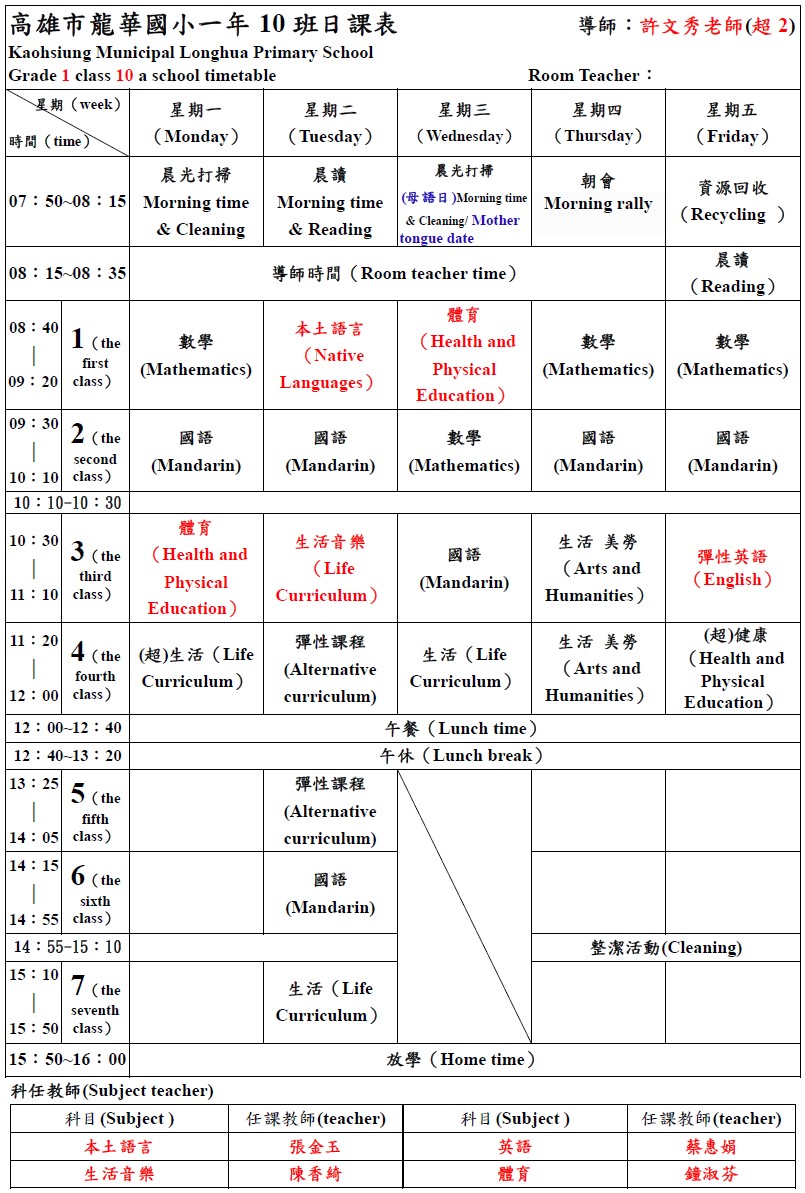 高雄市龍華國小一年10班日課表 導師：許文秀老師(超2)
Kaohsiung Municipal Longhua Primary School
Grade 1 class 10 a school timetable Room Teacher：
星期（week）
時間（time）
星期一
（Monday）
星期二
（Tuesday）
星期三
（Wednesday）
星期四
（Thursday）
星期五
（Friday）
07：50~08：15
晨光打掃
Morning time
& Cleaning
晨讀
Morning time
& Reading
晨光打掃
(母語日)Morning time
& Cleaning/ Mother
tongue date
朝會
Morning rally
資源回收
（Recycling ）
08：15~08：35
導師時間（Room teacher time）
晨讀
（Reading）
08：40
｜
09：20
1（the
first
class）
數學
(Mathematics)
本土語言
（Native
Languages）
體育
（Health and
Physical
Education）
數學
(Mathematics)
數學
(Mathematics)
09：30
｜
10：10
2（the
second
class）
國語
(Mandarin)
國語
(Mandarin)
數學
(Mathematics)
國語
(Mandarin)
國語
(Mandarin)
10：10-10：30
10：30
｜
11：10
3（the
third
class）
體育
（Health and
Physical
Education）
生活音樂
（Life
Curriculum）
國語
(Mandarin)
生活 美勞
（Arts and
Humanities）
彈性英語
（English）
11：20
｜
12：00
4（the
fourth
class）
(超)生活（Life
Curriculum）
彈性課程
(Alternative
curriculum)
生活（Life
Curriculum）
生活 美勞
（Arts and
Humanities）
(超)健康
（Health and
Physical
Education）
12：00~12：40
午餐（Lunch time）
12：40~13：20
午休（Lunch break）
13：25
｜
14：05
5（the
fifth
class）
彈性課程
(Alternative
curriculum)
14：15
｜
14：55
6（the
sixth
class）
國語
(Mandarin)
14：55-15：10
整潔活動(Cleaning)
15：10
｜
15：50
7（the
seventh
class）
生活（Life
Curriculum）
15：50~16：00
放學（Home time）
科任教師(Subject teacher)
科目(Subject ) 任課教師(teacher) 科目(Subject ) 任課教師(teacher)
本土語言 張金玉 英語 蔡惠娟
生活音樂 陳香綺 體育 鐘淑芬